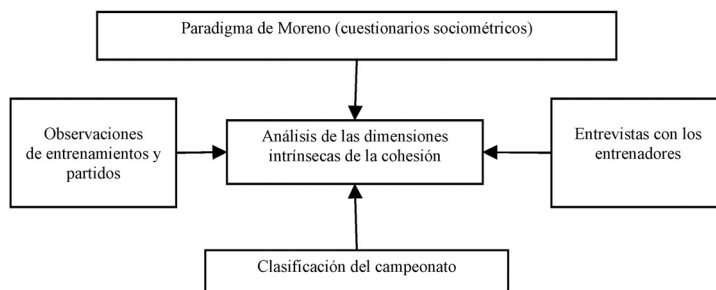 Paradigma de Moreno (cuestionarios sociométricos)
Observaciones
de entrenamientos y
partidos
Análisis de las dimensiones
intrínsecas de la cohesión
Entrevistas con los
entrenadores
Clasificación del campeonato